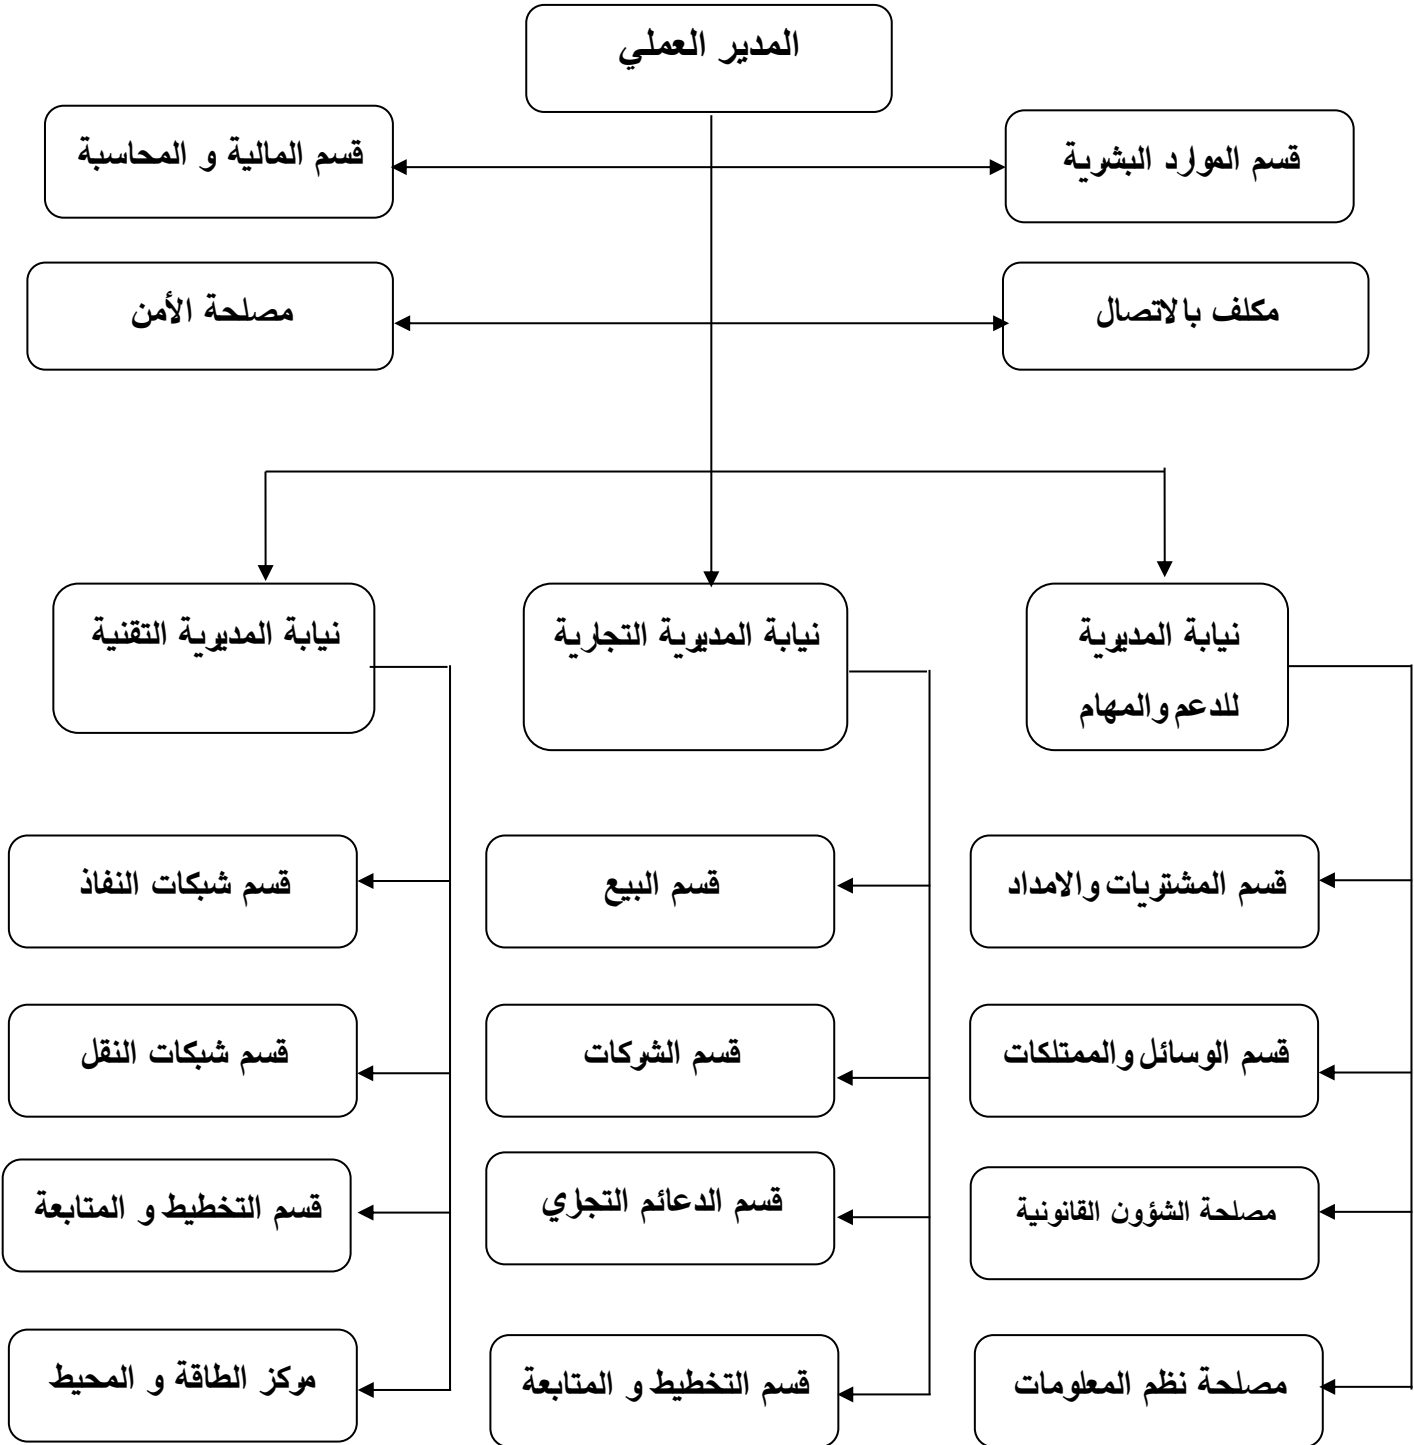 المدير العملي
قسم الموارد البشرية
قسم المالية و المحاسبة
مكلف بالاتصال
مصلحة الأمن
نيابة المديرية
للدعم والمهام
نيابة المديرية التجارية
نيابة المديرية التقنية
قسم المشتريات والامداد
قسم البيع
قسم شبكات النفاذ
قسم الوسائل والممتلكات
قسم الشركات
قسم شبكات النقل
مصلحة الشؤون القانونية
قسم الدعائم التجاري
قسم التخطيط و المتابعة
مصلحة نظم المعلومات
قسم التخطيط و المتابعة
مركز الطاقة و المحيط